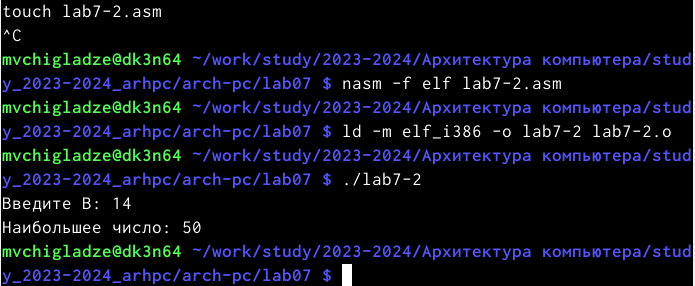 touch lab7-2.asm
^C
mvchigladze@dk3n64 ~/work/study/2023-2024/Архитектура компьютера/stud
y_2023-2024_arhpc/arch-pc/lab07 $ nasm -f elf lab7-2.asm
mvchigladze@dk3n64 ~/work/study/2023-2024/Архитектура компьютера/stud
y_2023-2024_arhpc/arch-pc/lab07 $ ld -m elf_i386 -o lab7-2 lab7-2.o
mvchigladze@dk3n64 ~/work/study/2023-2024/Архитектура компьютера/stud
y_2023-2024_arhpc/arch-pc/lab07 $ ./lab7-2
Введите B: 14
Наибольшее число: 50
mvchigladze@dk3n64 ~/work/study/2023-2024/Архитектура компьютера/stud
y_2023-2024_arhpc/arch-pc/lab07 $